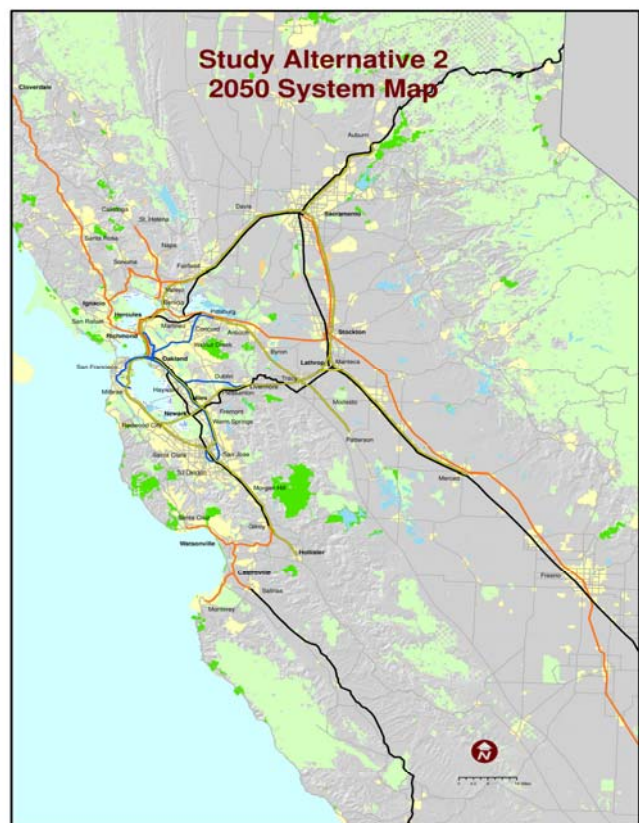 Study Alternative 2
2050 System Map
Cloverdale
Auburn
Calistoga
St. Helena
Davis
Sacramento
Santa Rosa
Napa
Sonoma
Fairfield
Vallejo
Ignacio
Benicia
Hercules
San Rafael
Martinez
Pittsburg
Richmond
Concord
Antioch
Stockton
Walnut Creek
Oakland
Byron
Lathrop
Manteca
San Francisco
Dublin
Tracy
Hayward
Livermore
Millbrae
Niles
Pleasanton
Modesto
Newark
Fremont
Redwood City
Warm Springs
Patterson
Santa Clara
San Jose
Merced
Morgan Hill
Santa Cruz
Gilroy
Watsonville
Hollister
Castroville
Fresno
Salinas
Monterey
N